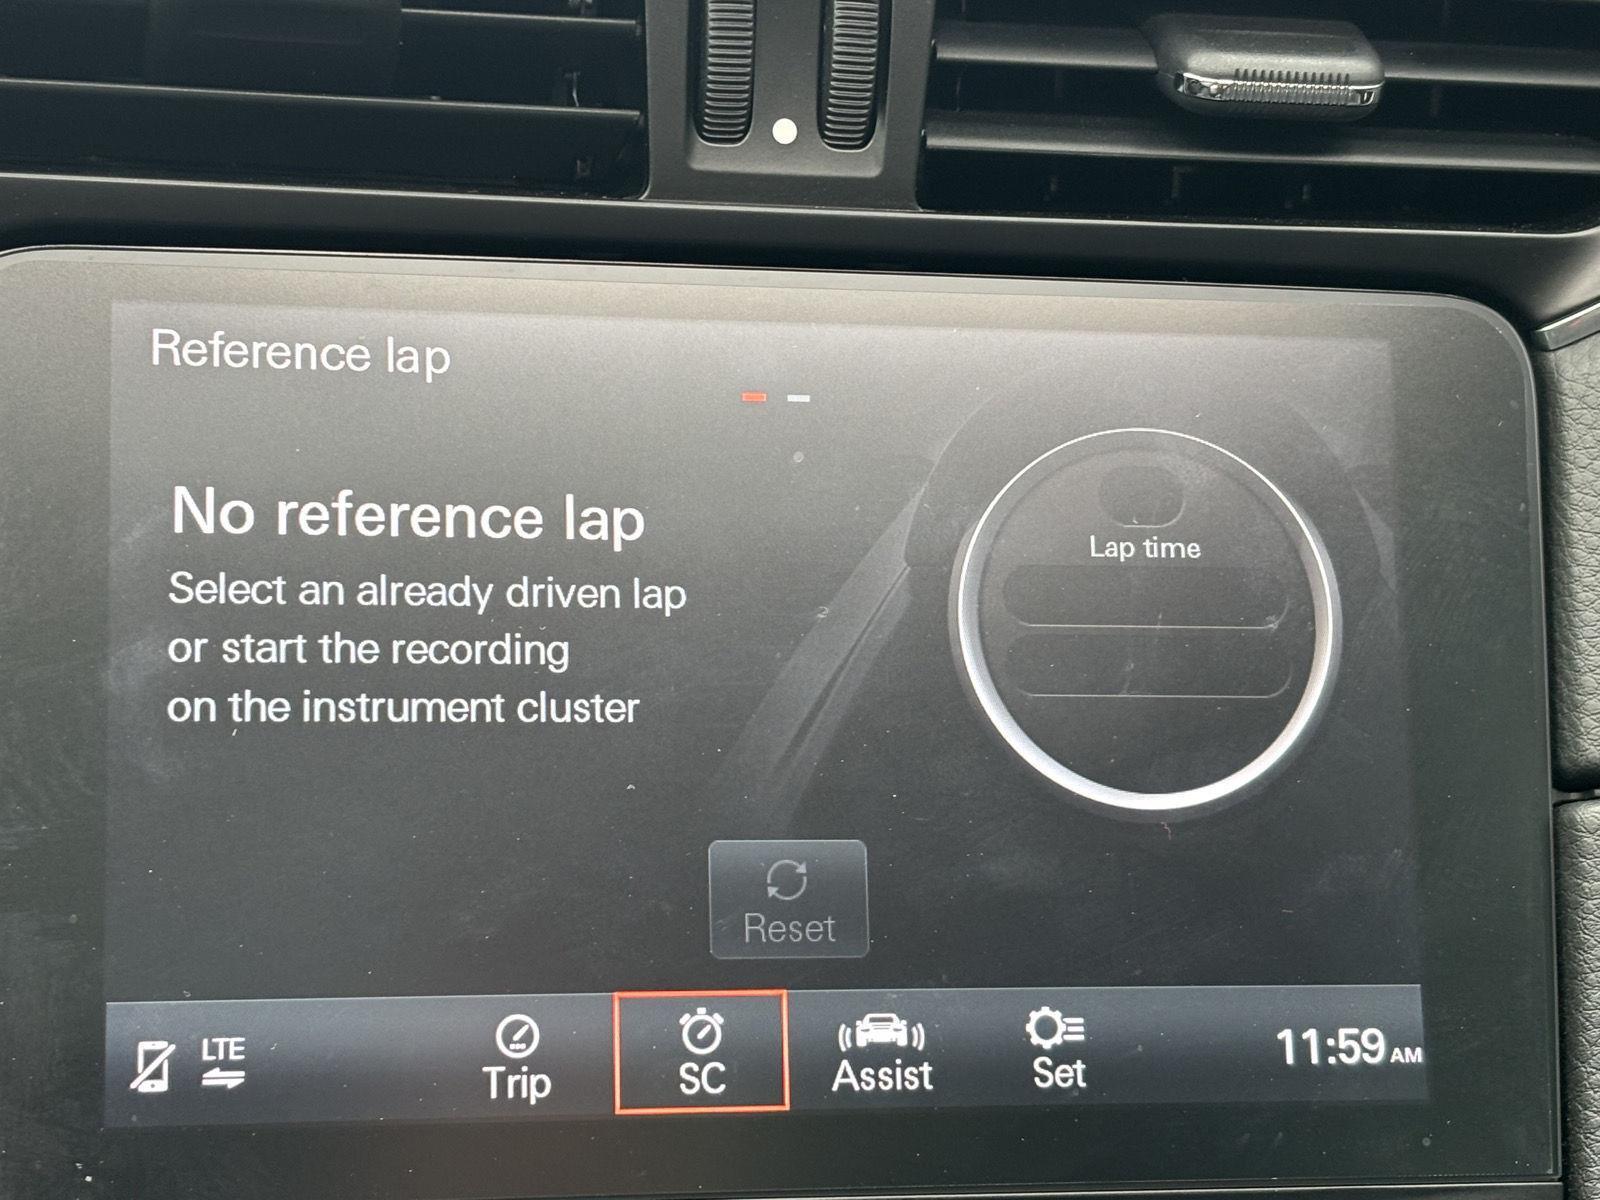 Reference lap
No reference lap
Select an already driven lap
or start the recording
on the instrument cluster
Lap time
Reset
LTE
Trip
SC
Assist
Set
11:59 AM